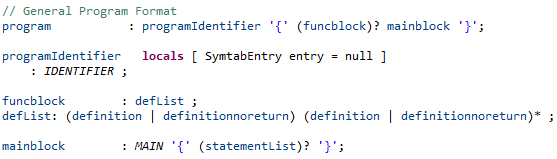 // General Program Format
program : programIdentifier '{' (funcblock)? mainblock '}';
programIdentifier locals [ SymtabEntry entry = null ]
: IDENTIFIER ;
funcblock : defList ;
defList: (definition | definitionnoreturn) (definition | definitionnoreturn)* ;
mainblock : MAIN '{' (statementList)? '}';